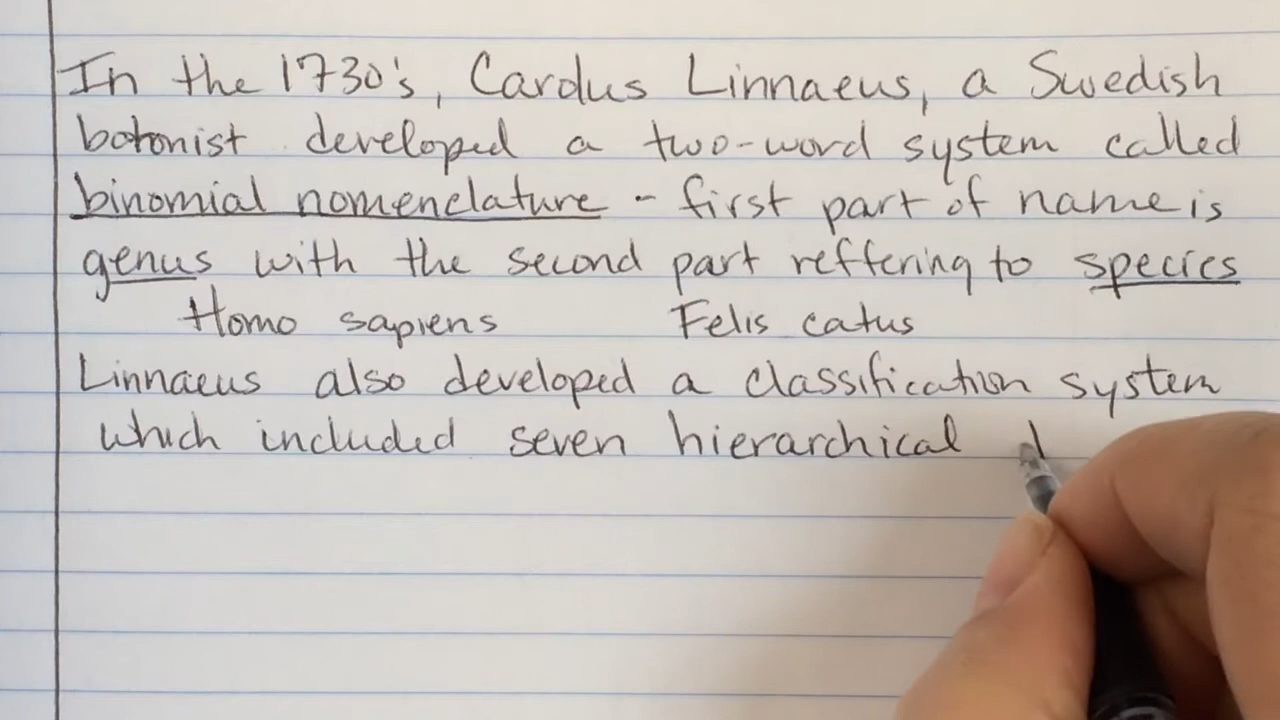 In the 1730's, Carolus Linnaeus, a Swedish
botonist developed a two-word system called
binomial nomenclature - first part of name is
genus with the second part reffering to species
Homo sapiens Felis catus
Linnaeus also developed a classification system
which included seven hierarchical